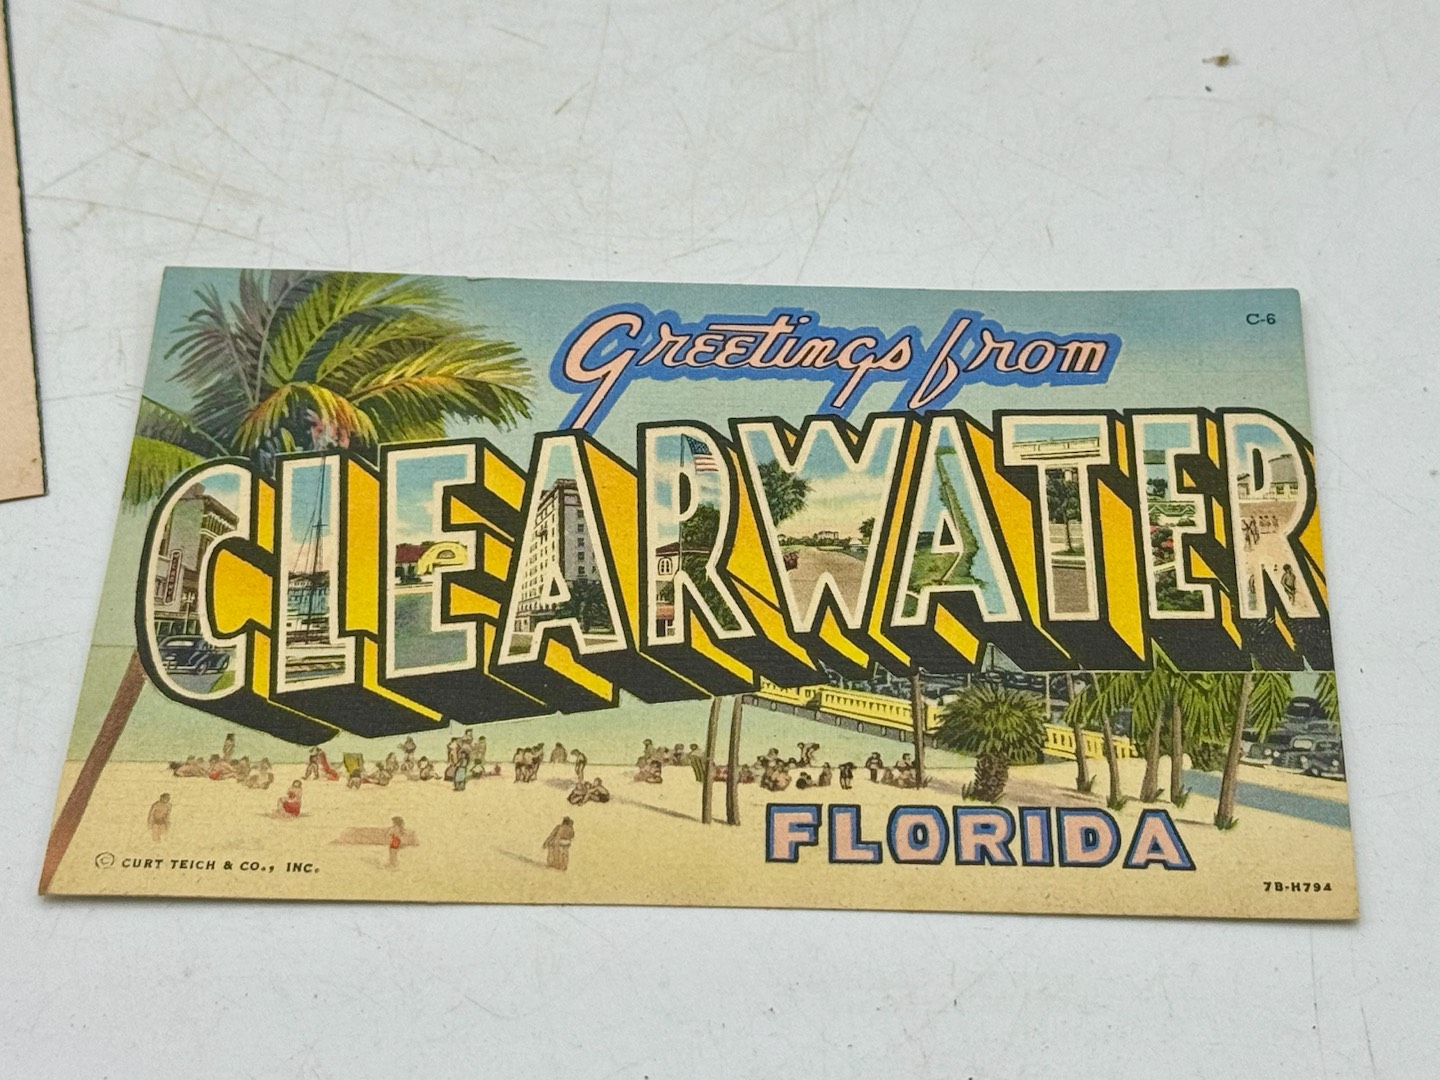 C-6
Greetings from
CLEARWATER
FLORIDA
© CURT TEICH & CO., INC.
7B-H794